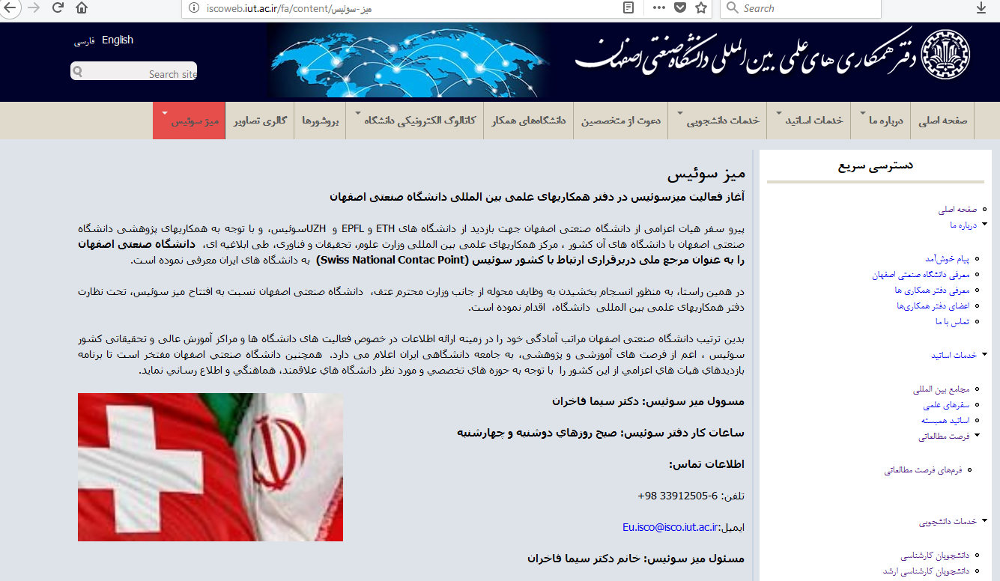 iscoweb.iut.ac.ir/fa/content/میز-سوئیس
Search
فارسی English
Search site
دفتر همکاری های علمی بین المللی دانشگاه صنعتی اصفهان
صفحه اصلی
درباره ما
خدمات اساتید
خدمات دانشجویی
دعوت از متخصصین
دانشگاه‌های همکار
کاتالوگ الکترونیکی دانشگاه
بروشورها
گالری تصاویر
میز سوئیس
دسترسی سریع
صفحه اصلی
درباره ما
پیام خوش‌آمد
معرفی دانشگاه صنعتی اصفهان
معرفی دفتر همکاری ها
اعضای دفتر همکاری‌ها
تماس با ما
خدمات اساتید
مجامع بین المللی
سفرهای علمی
اساتید همبسته
فرصت مطالعاتی
فرم‌های فرصت مطالعاتی
خدمات دانشجویی
دانشجویان کارشناسی
دانشجویان کارشناسی ارشد
میز سوئیس
آغاز فعالیت میزسوئیس در دفتر همکاریهای علمی بین المللی دانشگاه صنعتی اصفهان
پیرو سفر هیات اعزامی از دانشگاه صنعتی اصفهان جهت بازدید از دانشگاه های ETH و EPFL و UZHسوئیس، و با توجه به همکاریهای پژوهشی دانشگاه
صنعتی اصفهان با دانشگاه های آن کشور ، مرکز همکاریهای علمی بین المللی وزارت علوم، تحقیقات و فناوری، طی ابلاغیه ای، دانشگاه صنعتی اصفهان
را به عنوان مرجع ملی دربرقراری ارتباط با کشور سوئیس (Swiss National Contac Point) به دانشگاه های ایران معرفی نموده است.
در همین راستا، به منظور انسجام بخشیدن به وظایف محوله از جانب وزارت محترم عتف، دانشگاه صنعتی اصفهان نسبت به افتتاح میز سوئیس، تحت نظارت
دفتر همکاریهای علمی بین المللی دانشگاه، اقدام نموده است.
بدین ترتیب دانشگاه صنعتی اصفهان مراتب آمادگی خود را در زمینه ارائه اطلاعات در خصوص فعالیت های دانشگاه ها و مراکز آموزش عالی و تحقیقاتی کشور
سوئیس ، اعم از فرصت های آموزشی و پژوهشی، به جامعه دانشگاهی ایران اعلام می دارد. همچنین دانشگاه صنعتي اصفهان مفتخر است تا برنامه
بازدیدهاي هیات هاي اعزامي از این کشور را با توجه به حوزه هاي تخصصي و مورد نظر دانشگاه هاي علاقمند، هماهنگي و اطلاع رساني نماید.
مسوول میز سوئیس: دکتر سیما فاخران
ساعات کار دفتر سوئیس: صبح روزهاي دوشنبه و چهارشنبه
اطلاعات تماس:
تلفن: 6-33912505 98+
ایمیل:Eu.isco@isco.iut.ac.ir
مسئول میز سوئیس: خانم دکتر سیما فاخران